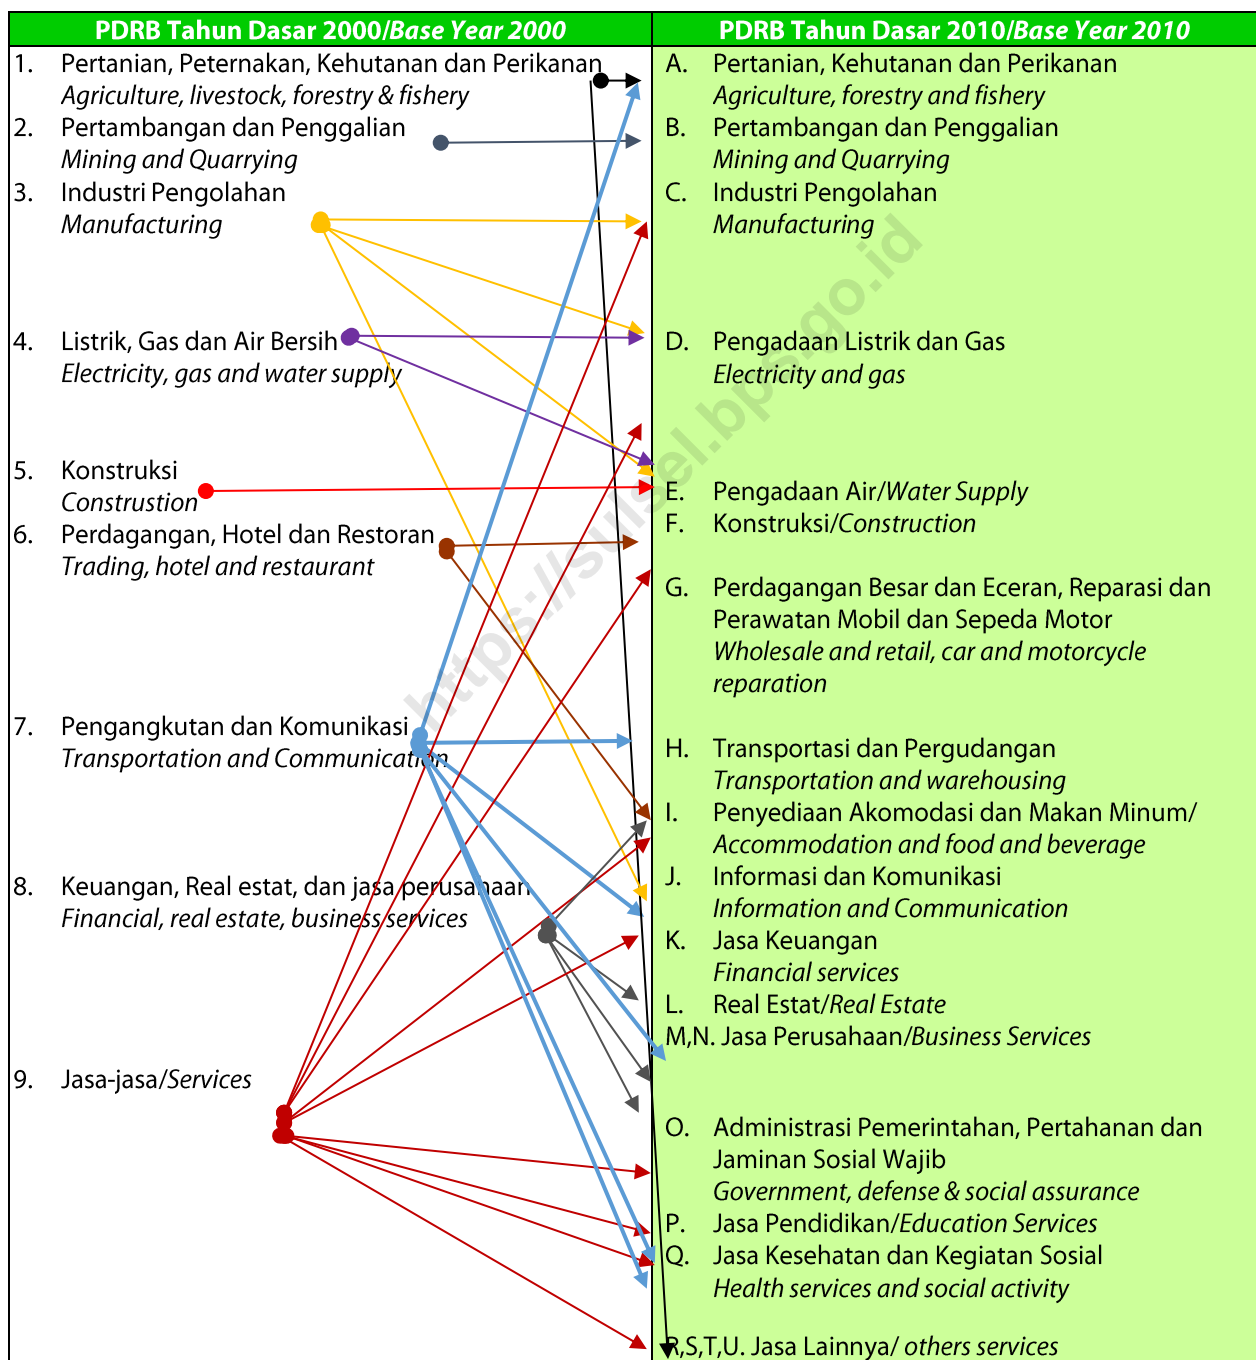 PDRB Tahun Dasar 2000/Base Year 2000
1. Pertanian, Peternakan, Kehutanan dan Perikanan
Agriculture, livestock, forestry & fishery
2. Pertambangan dan Penggalian
Mining and Quarrying
3. Industri Pengolahan
Manufacturing
4. Listrik, Gas dan Air Bersih
Electricity, gas and water supply
5. Konstruksi
Construstion
6. Perdagangan, Hotel dan Restoran
Trading, hotel and restaurant
7. Pengangkutan dan Komunikasi
Transportation and Communication
8. Keuangan, Real estat, dan jasa perusahaan
Financial, real estate, business services
9. Jasa-jasa/Services
PDRB Tahun Dasar 2010/Base Year 2010
A. Pertanian, Kehutanan dan Perikanan
Agriculture, forestry and fishery
B. Pertambangan dan Penggalian
Mining and Quarrying
C. Industri Pengolahan
Manufacturing
D. Pengadaan Listrik dan Gas
Electricity and gas
E. Pengadaan Air/Water Supply
F. Konstruksi/Construction
G. Perdagangan Besar dan Eceran, Reparasi dan
Perawatan Mobil dan Sepeda Motor
Wholesale and retail, car and motorcycle
reparation
H. Transportasi dan Pergudangan
Transportation and warehousing
I. Penyediaan Akomodasi dan Makan Minum/
Accommodation and food and beverage
J. Informasi dan Komunikasi
Information and Communication
K. Jasa Keuangan
Financial services
L. Real Estat/Real Estate
M,N. Jasa Perusahaan/Business Services
O. Administrasi Pemerintahan, Pertahanan dan
Jaminan Sosial Wajib
Government, defense & social assurance
P. Jasa Pendidikan/Education Services
Q. Jasa Kesehatan dan Kegiatan Sosial
Health services and social activity
R,S,T,U. Jasa Lainnya/ others services
https://sulsel.bps.go.id